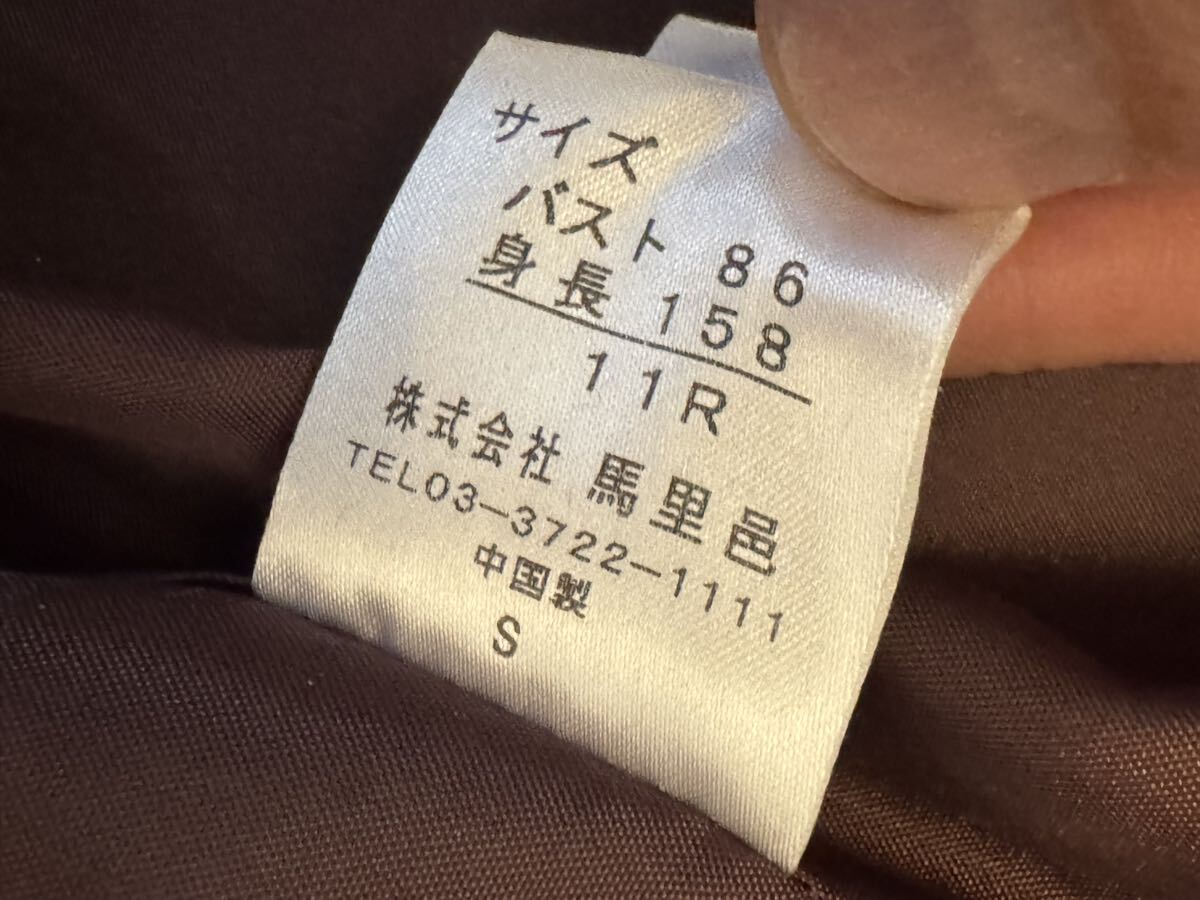 サイズ
バスト 86
身長 158
11R
株式会社 馬里邑
TEL03-3722-1111
中国製
S